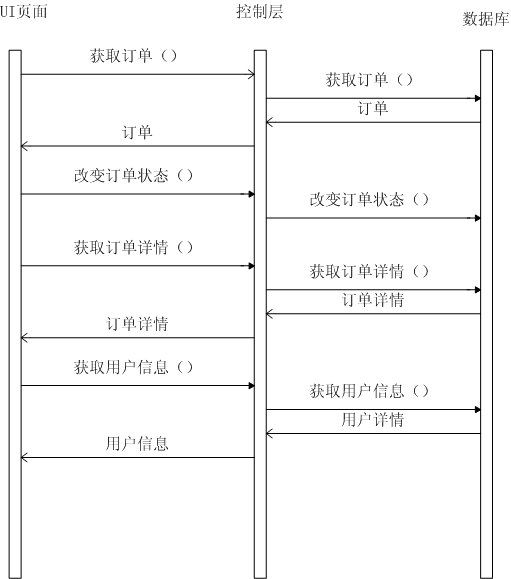 UI页面
控制层
数据库
获取订单（）
获取订单（）
订单
订单
改变订单状态（）
改变订单状态（）
获取订单详情（）
获取订单详情（）
订单详情
订单详情
获取用户信息（）
获取用户信息（）
用户详情
用户信息